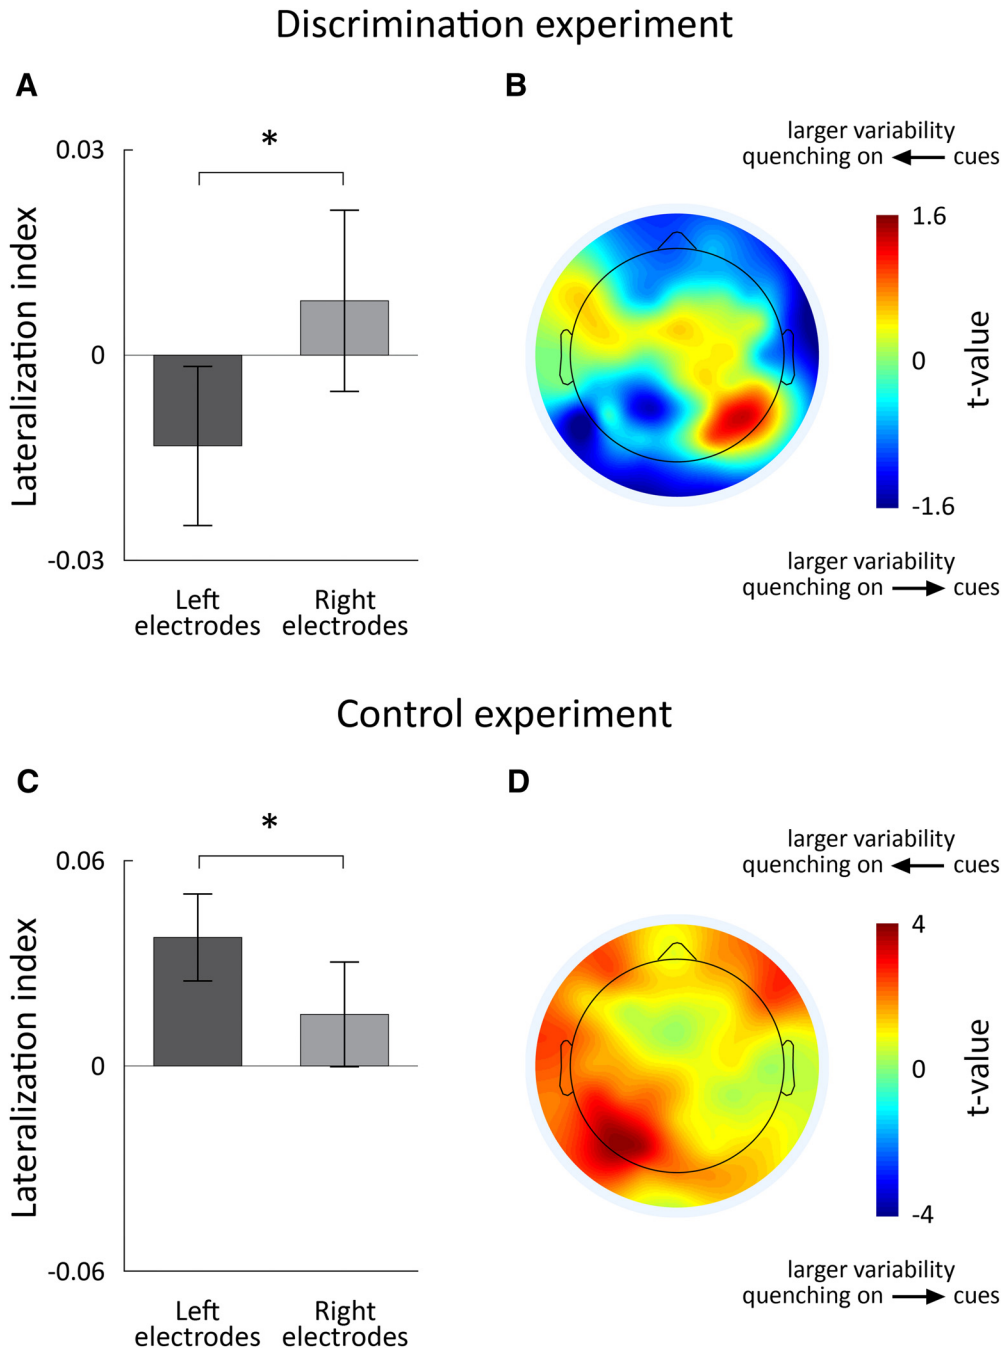 Discrimination experiment
A
B
larger variability
quenching on ← cues
0.03
*
1.6
Lateralization index
0
0
t-value
-1.6
larger variability
quenching on → cues
-0.03
Left
electrodes
Right
electrodes
Control experiment
C
D
larger variability
quenching on ← cues
0.06
*
4
Lateralization index
0
0
t-value
-4
larger variability
quenching on → cues
-0.06
Left
electrodes
Right
electrodes